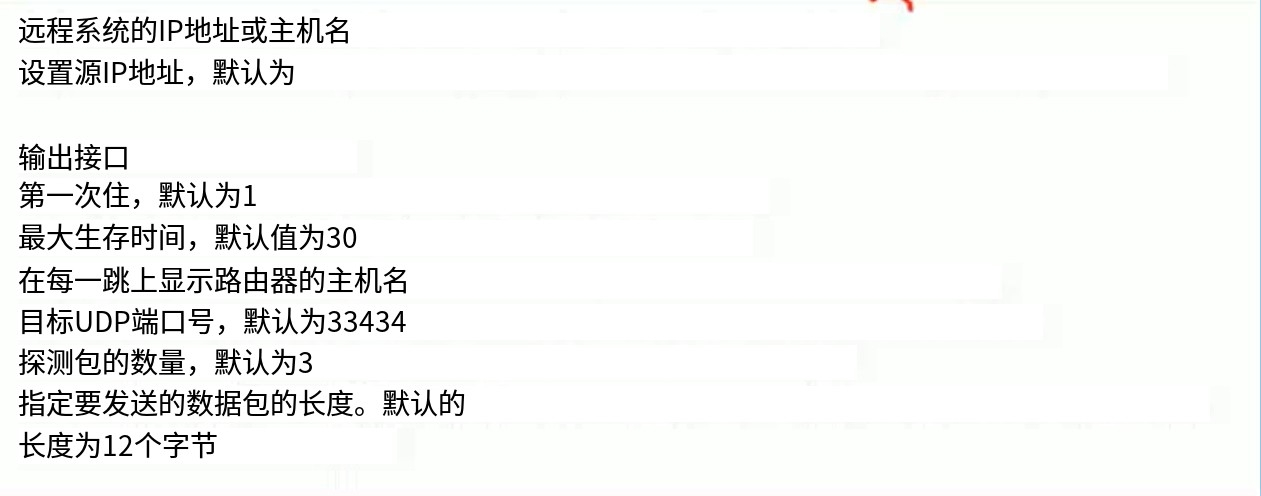 远程系统的IP地址或主机名
设置源IP地址，默认为
输出接口
第一次住，默认为1
最大生存时间，默认值为30
在每一跳上显示路由器的主机名
目标UDP端口号，默认为33434
探测包的数量，默认为3
指定要发送的数据包的长度。默认的
长度为12个字节